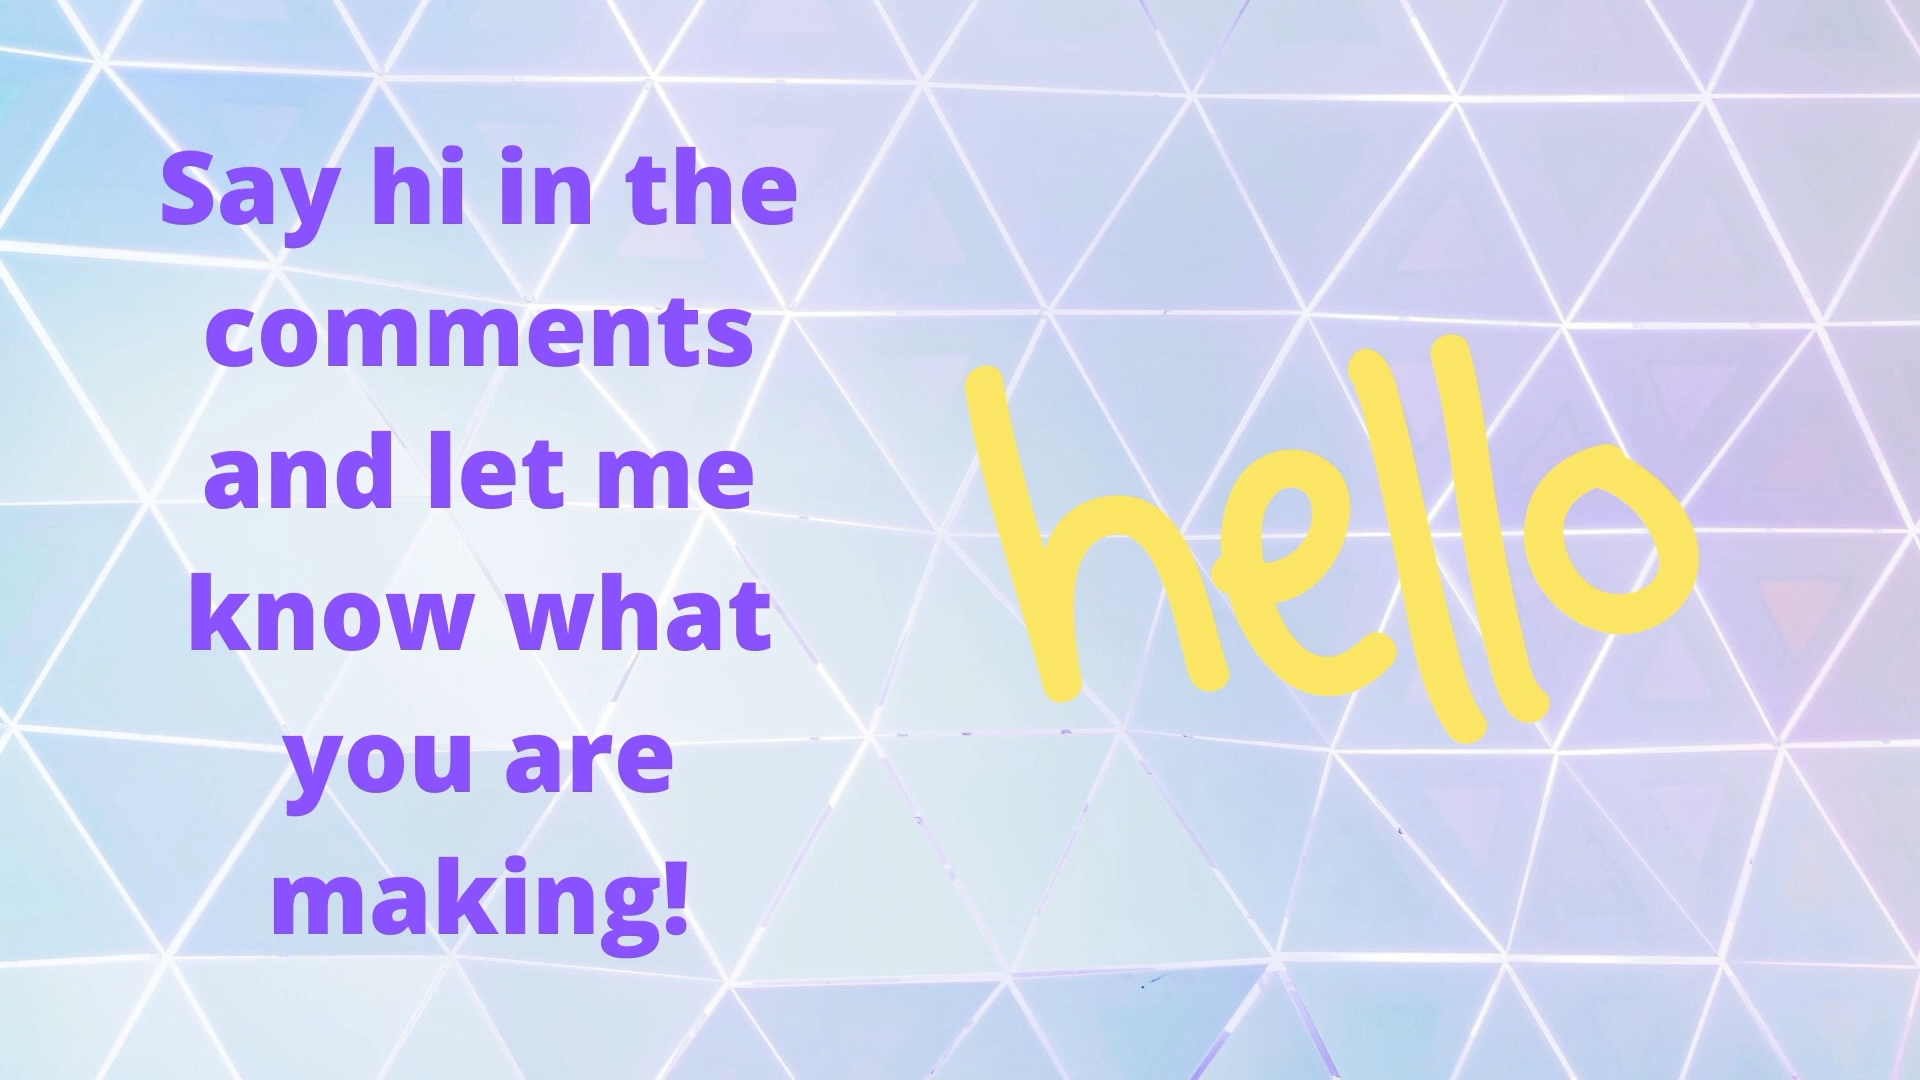 Say hi in the
comments
and let me
know what
you are
making!
hello